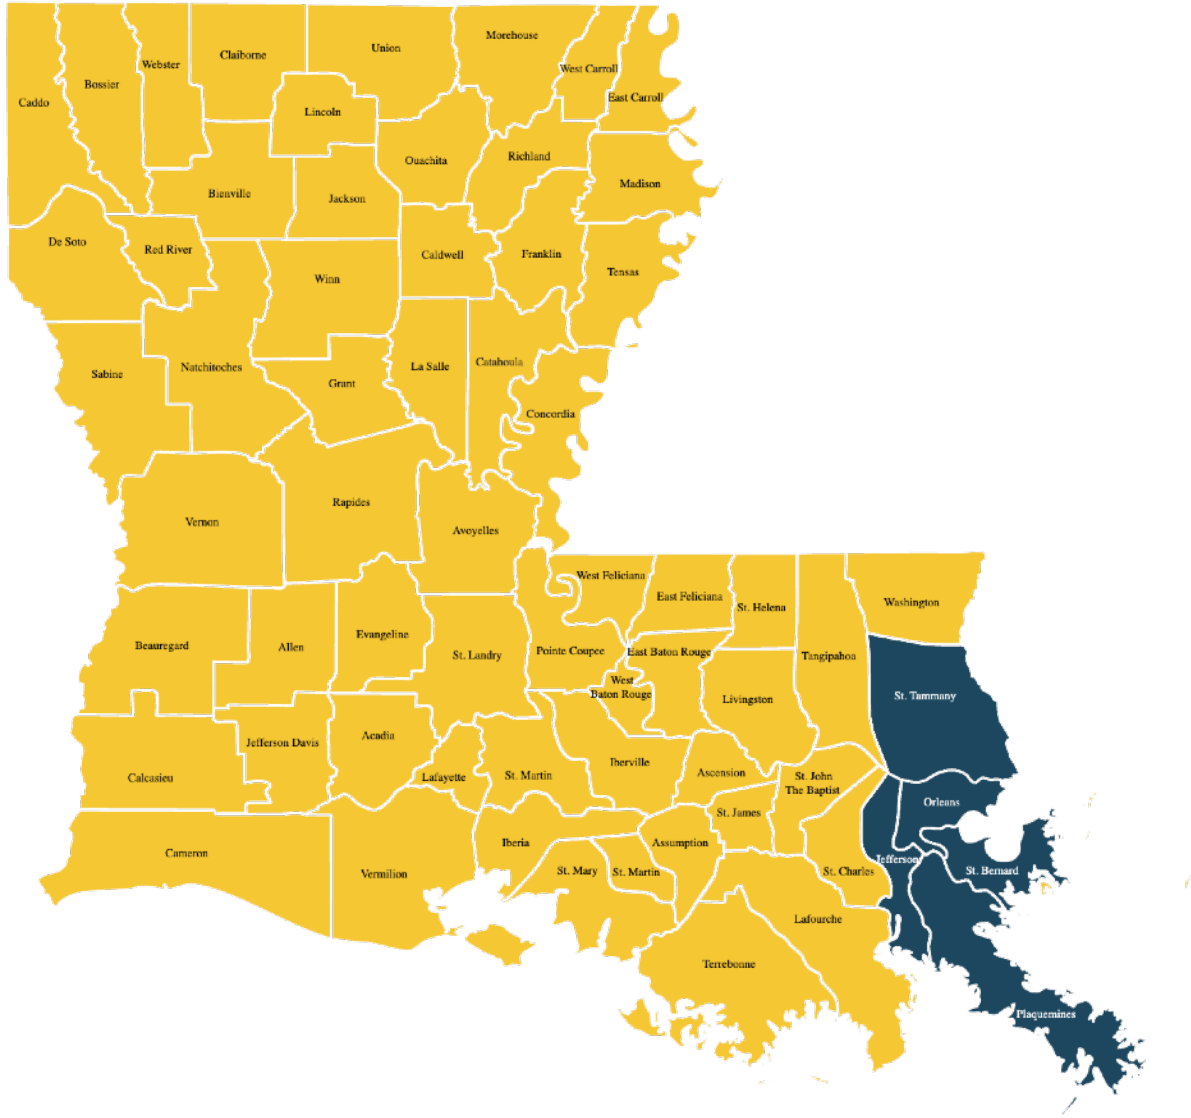 Morehouse
Union
Claiborne
Webster
West Carroll
Bossier
East Carroll
Caddo
Lincoln
Richland
Ouachita
Madison
Bienville
Jackson
De Soto
Red River
Caldwell
Franklin
Tensas
Winn
Catahoula
La Salle
Natchitoches
Sabine
Grant
Concordia
Rapides
Vernon
Avoyelles
West Feliciana
East Feliciana
St. Helena
Washington
Evangeline
Beauregard
Allen
St. Landry
Pointe Coupee
East Baton Rouge
Tangipahoa
West
Baton Rouge
St. Tammany
Livingston
Acadia
Jefferson Davis
Iberville
Ascension
Calcasieu
Lafayette
St. Martin
St. John
The Baptist
Orleans
St. James
Iberia
Assumption
Cameron
Jefferson
Vermilion
St. Mary
St. Martin
St. Charles
St. Bernard
Lafourche
Terrebonne
Plaquemines